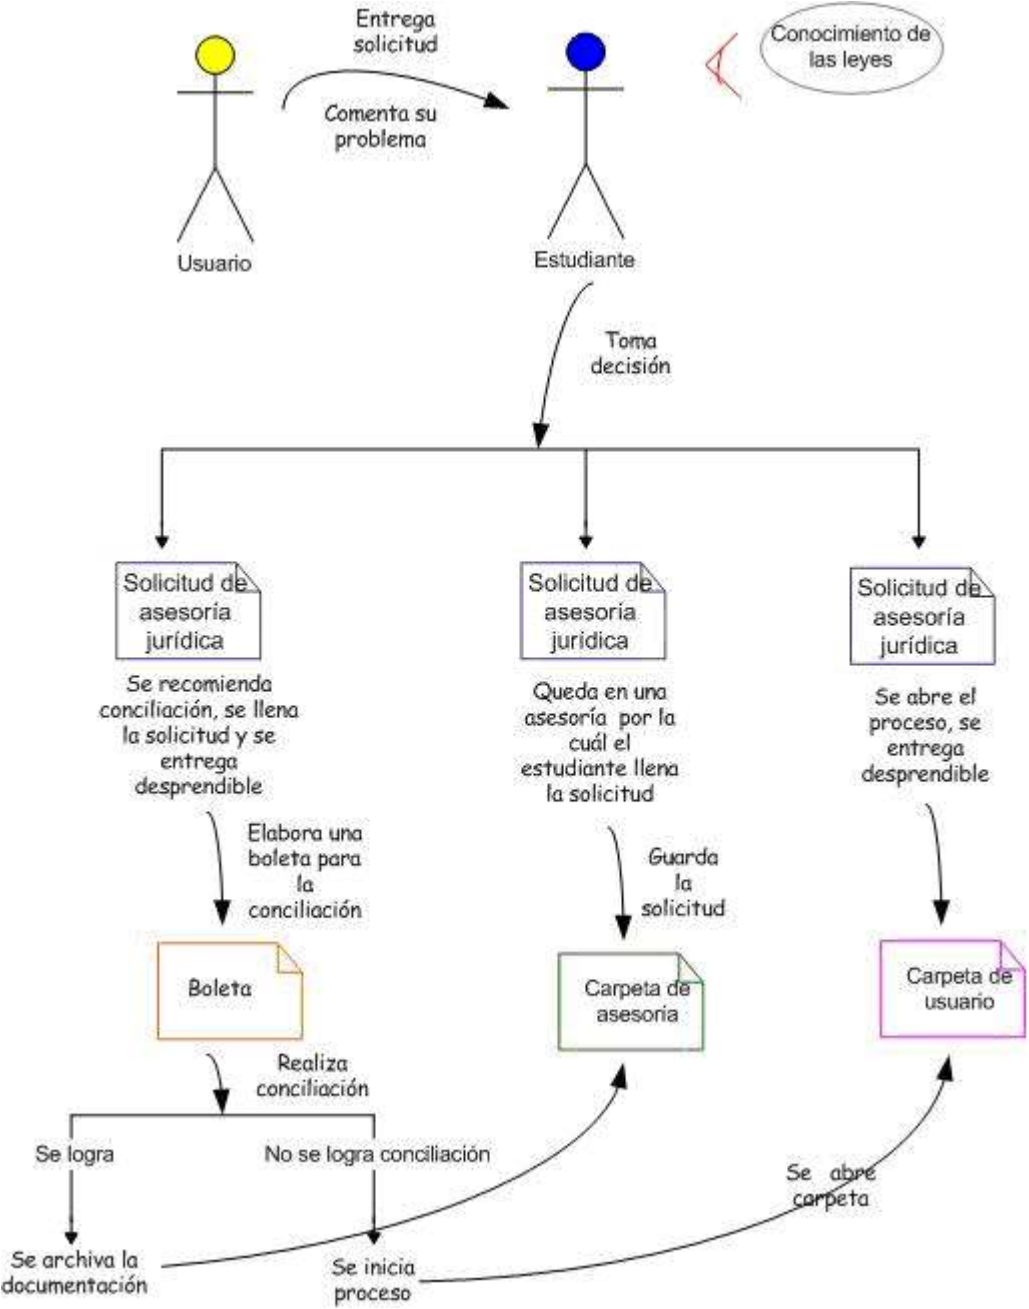 Entrega
solicitud
Comenta su
problema
Conocimiento de
las leyes
Usuario
Estudiante
Toma
decisión
Solicitud de
asesoría
jurídica
Solicitud de
asesoría
jurídica
Solicitud de
asesoría
jurídica
Se recomienda
conciliación, se llena
la solicitud y se
entrega
desprendible
Queda en una
asesoría por la
cuál el
estudiante llena
la solicitud
Se abre el
proceso, se
entrega
desprendible
Elabora una
boleta para
la
conciliación
Guarda
la
solicitud
Boleta
Carpeta de
asesoría
Carpeta de
usuario
Realiza
conciliación
Se logra
No se logra conciliación
Se abre
carpeta
Se archiva la
documentación
Se inicia
proceso